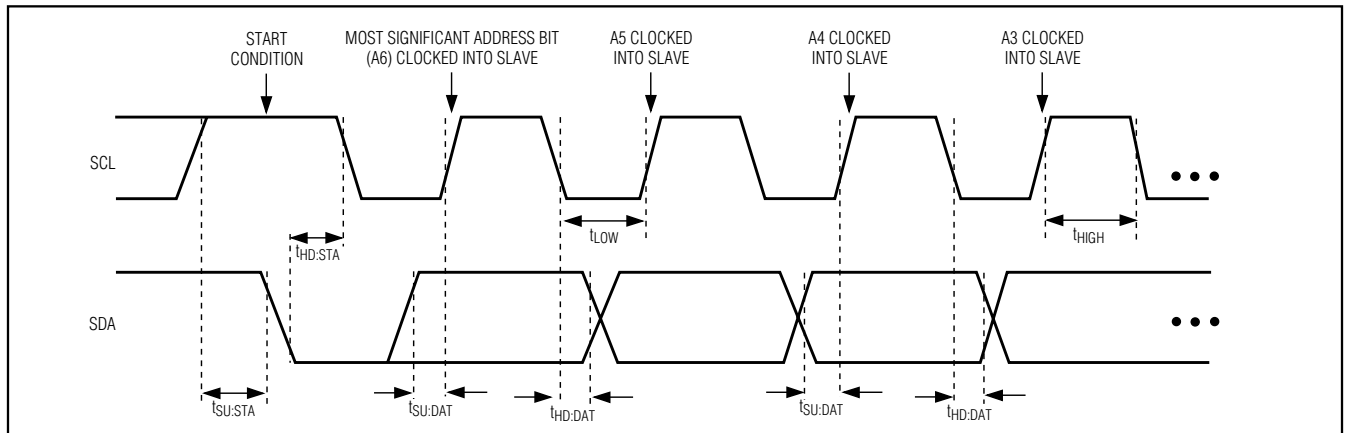 START
CONDITION
MOST SIGNIFICANT ADDRESS BIT
(A6) CLOCKED INTO SLAVE
A5 CLOCKED
INTO SLAVE
A4 CLOCKED
INTO SLAVE
A3 CLOCKED
INTO SLAVE
SCL
tHD:STA
tLOW
tHIGH
SDA
tSU:STA
tSU:DAT
tHD:DAT
tSU:DAT
tHD:DAT